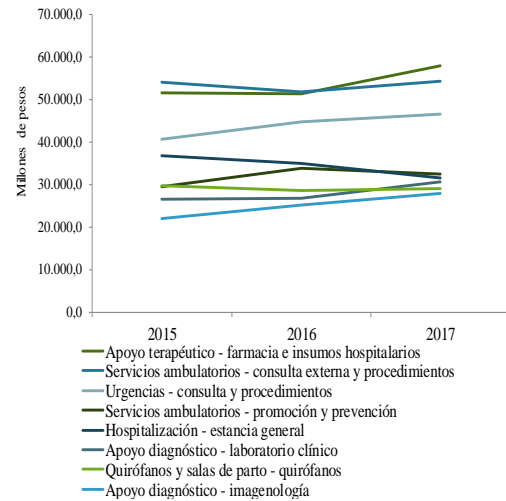 Millones de pesos
70.000,0
60.000,0
50.000,0
40.000,0
30.000,0
20.000,0
10.000,0
0,0
2015 2016 2017
Apoyo terapéutico - farmacia e insumos hospitalarios
Servicios ambulatorios - consulta externa y procedimientos
Urgencias - consulta y procedimientos
Servicios ambulatorios - promoción y prevención
Hospitalización - estancia general
Apoyo diagnóstico - laboratorio clínico
Quirófanos y salas de parto - quirófanos
Apoyo diagnóstico - imagenología